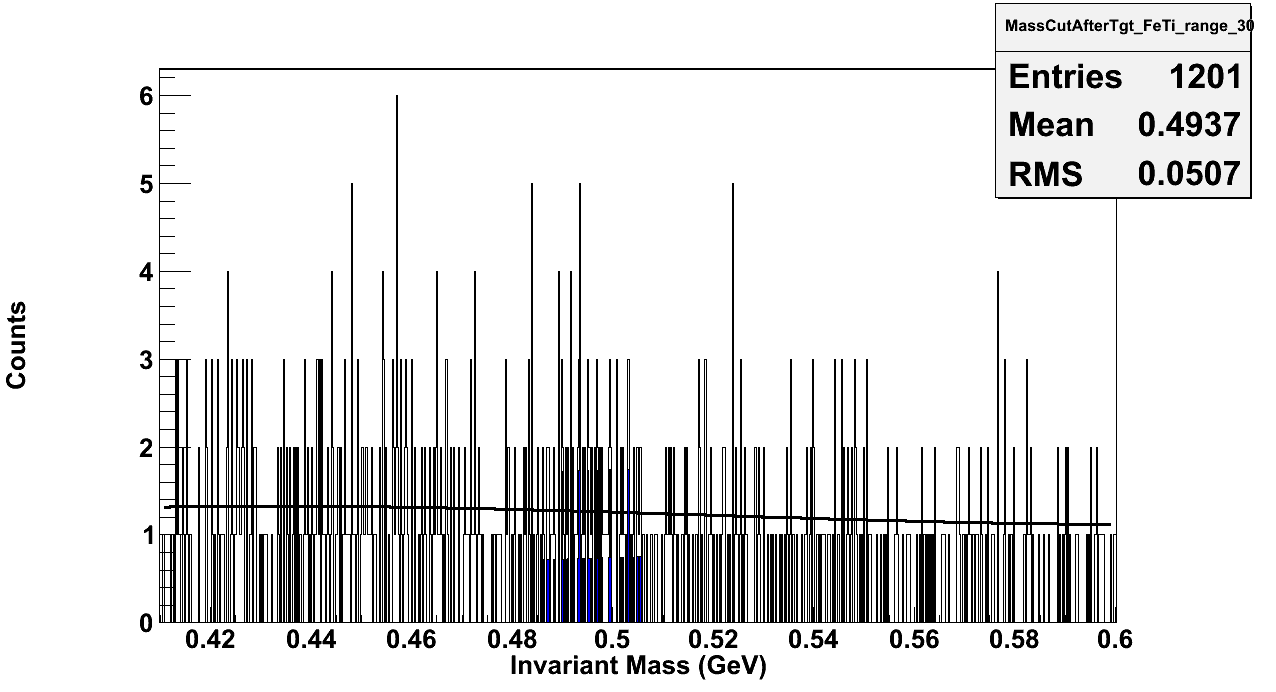 MassCutAfterTgt_FeTi_range_30
Entries 1201
Mean 0.4937
RMS 0.0507
6
5
4
3
2
1
0
Counts
0.42 0.44 0.46 0.48 0.5 0.52 0.54 0.56 0.58 0.6
Invariant Mass (GeV)